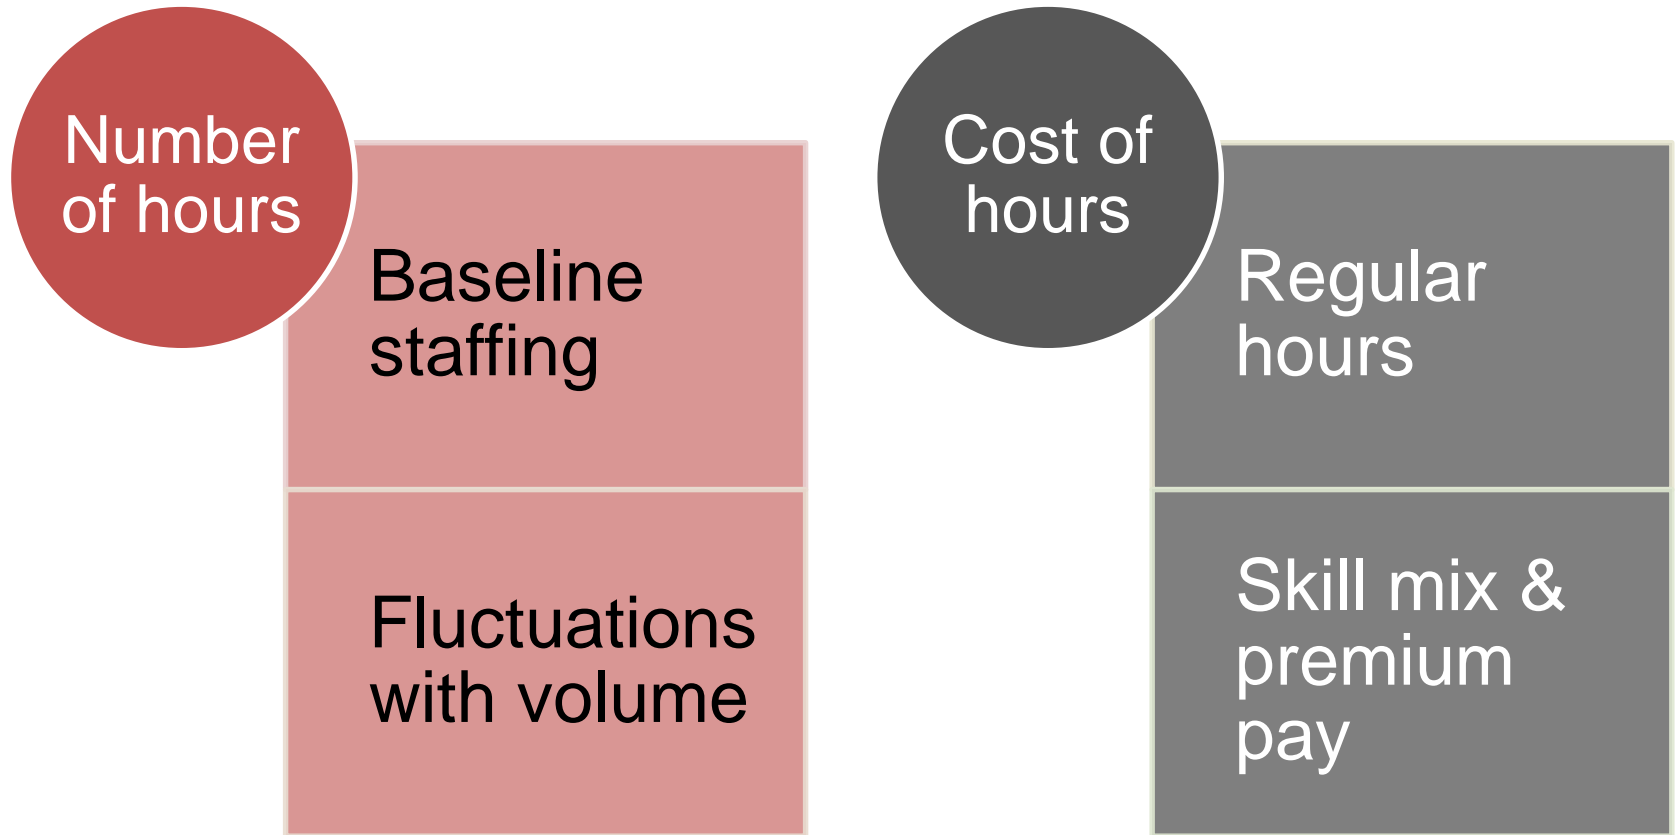 Number
of hours
Baseline
staffing
Fluctuations
with volume
Cost of
hours
Regular
hours
Skill mix &
premium
pay